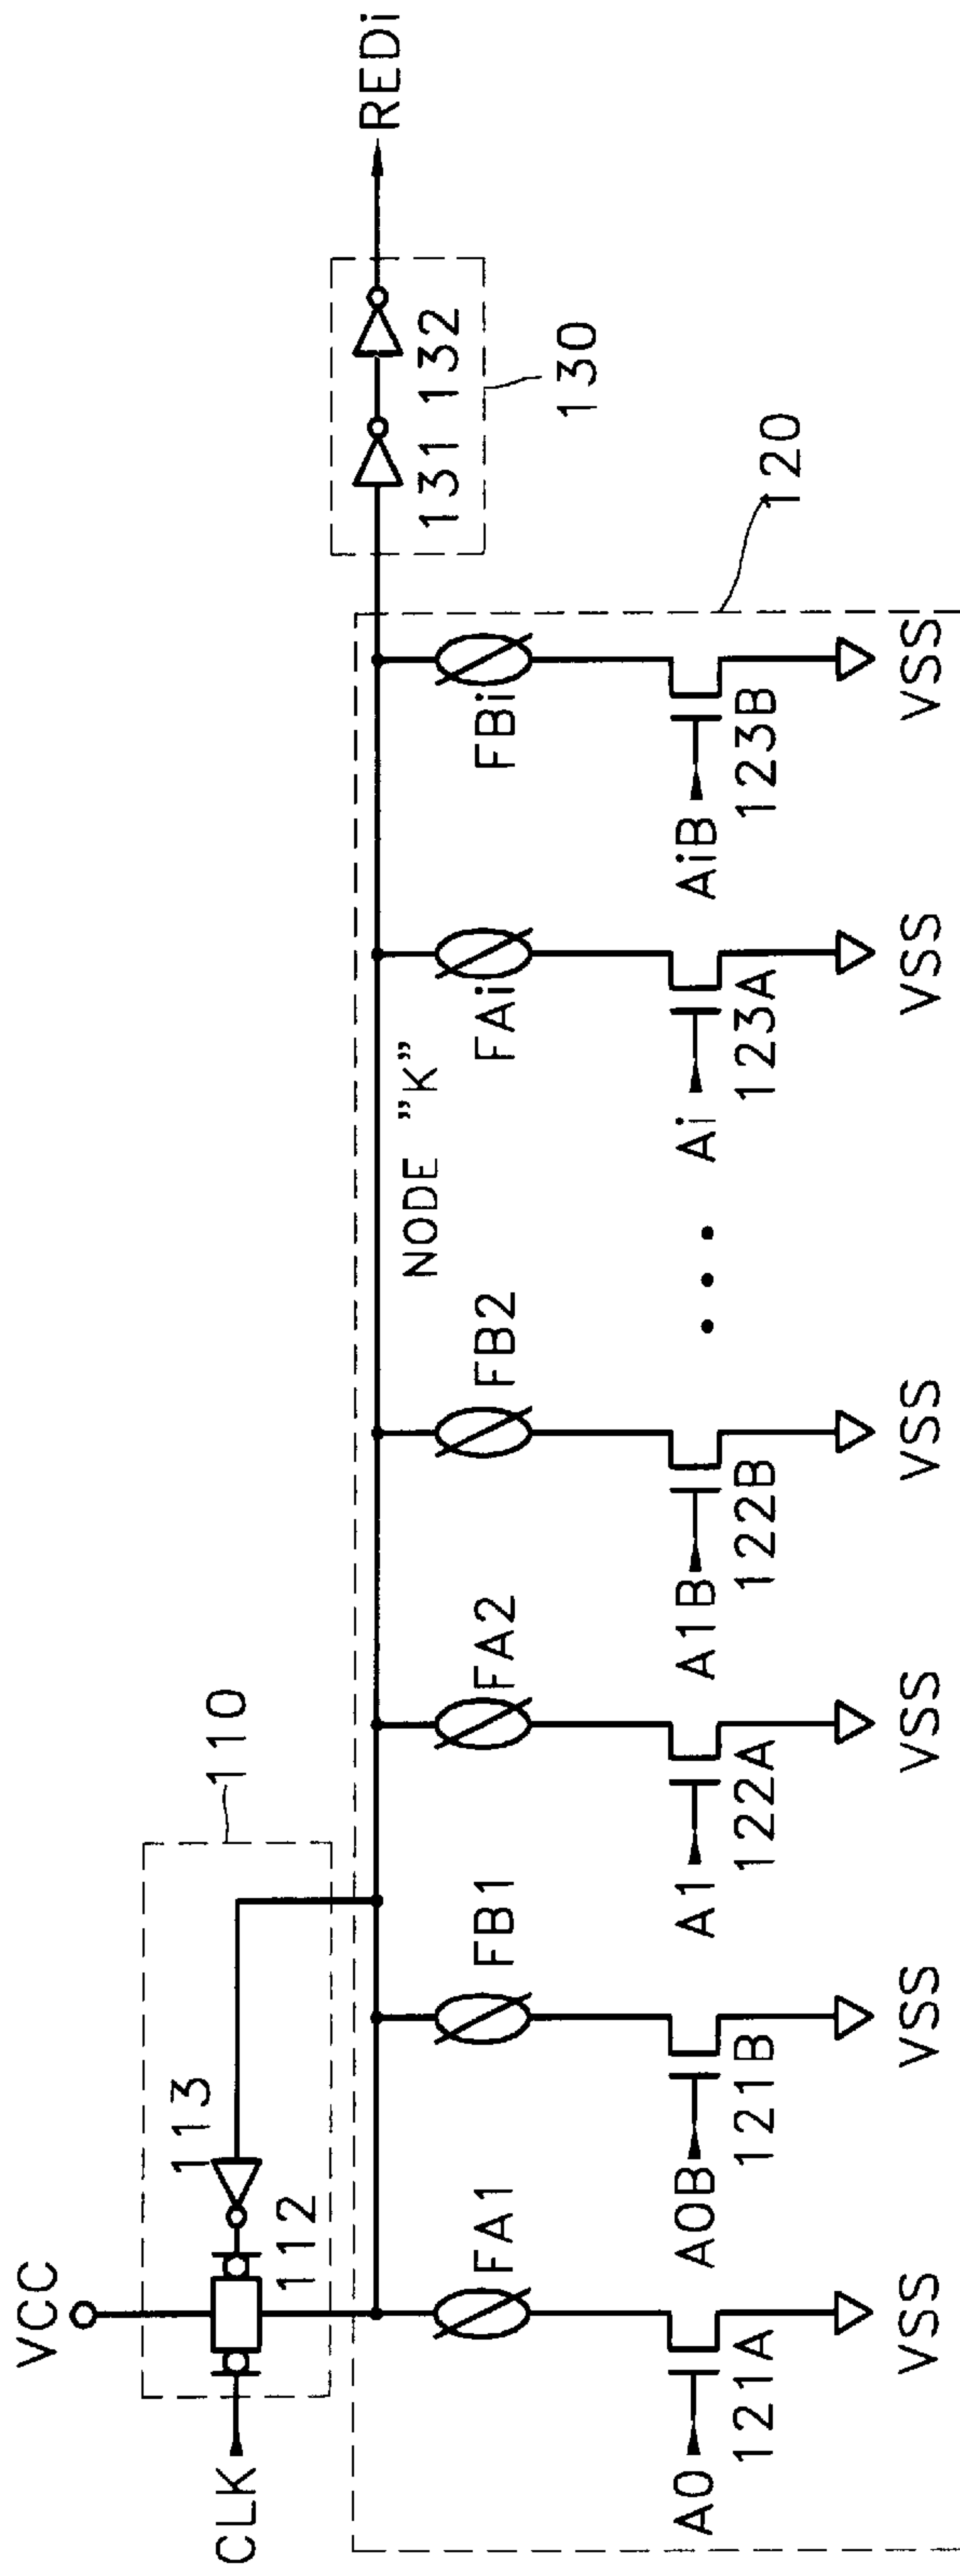 VCC
CLK
112
113
110
FA1
FB1
FA2
FB2
NODE "K"
FAi
FBi
131
132
130
REDi
A0
121A
A0B
121B
A1
122A
A1B
122B
• • •
Ai
123A
AiB
123B
120
VSS
VSS
VSS
VSS
VSS
VSS